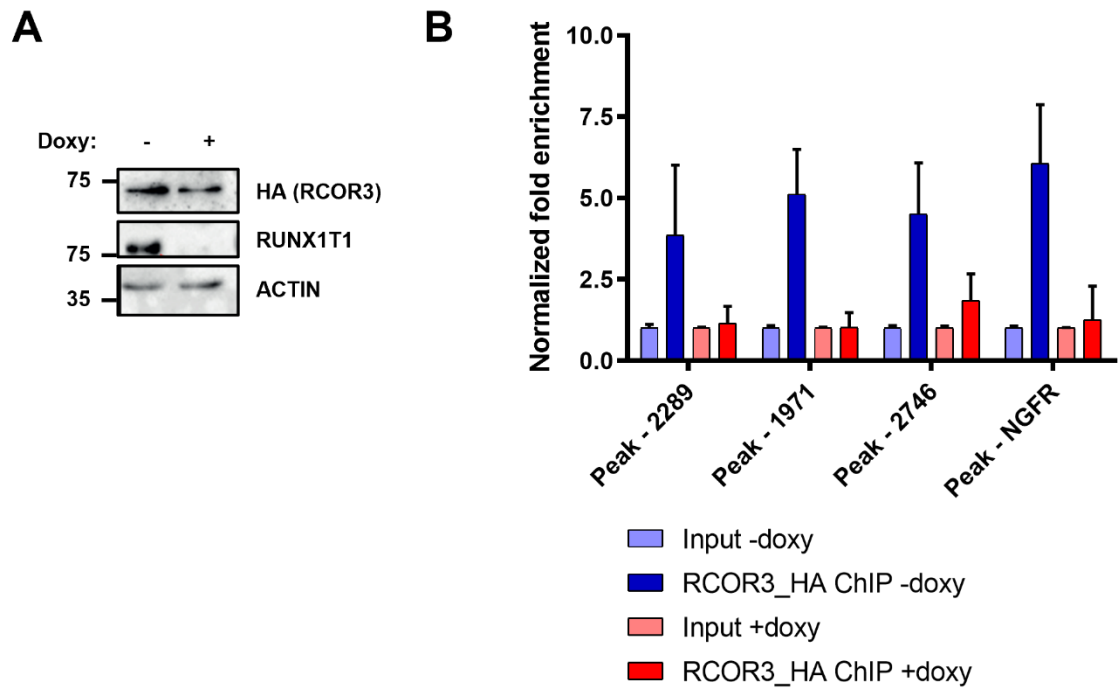 A
Doxy: - +
75
HA (RCOR3)
RUNX1T1
75
ACTIN
35
B
Normalized fold enrichment
10.0
7.5
5.0
2.5
0.0
Peak - 2289
Peak - 1971
Peak - 2746
Peak - NGFR
Input -doxy
RCOR3_HA ChIP -doxy
Input +doxy
RCOR3_HA ChIP +doxy